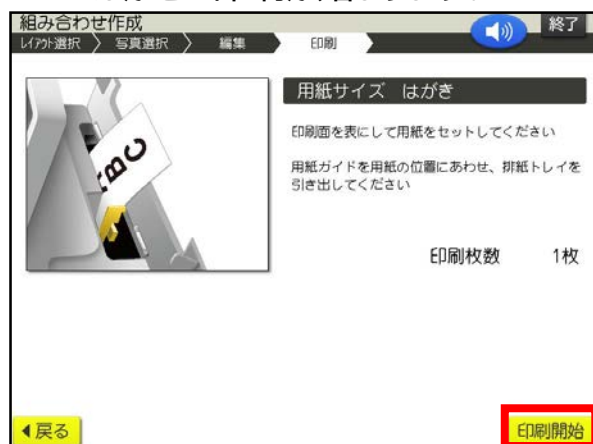 組み合わせ作成
終了
ﾚｲｱｳﾄ選択
写真選択
編集
印刷
用紙サイズ はがき
印刷面を表にして用紙をセットしてください
用紙ガイドを用紙の位置にあわせ、排紙トレイを
引き出してください
ABC
印刷枚数 1枚
戻る
印刷開始